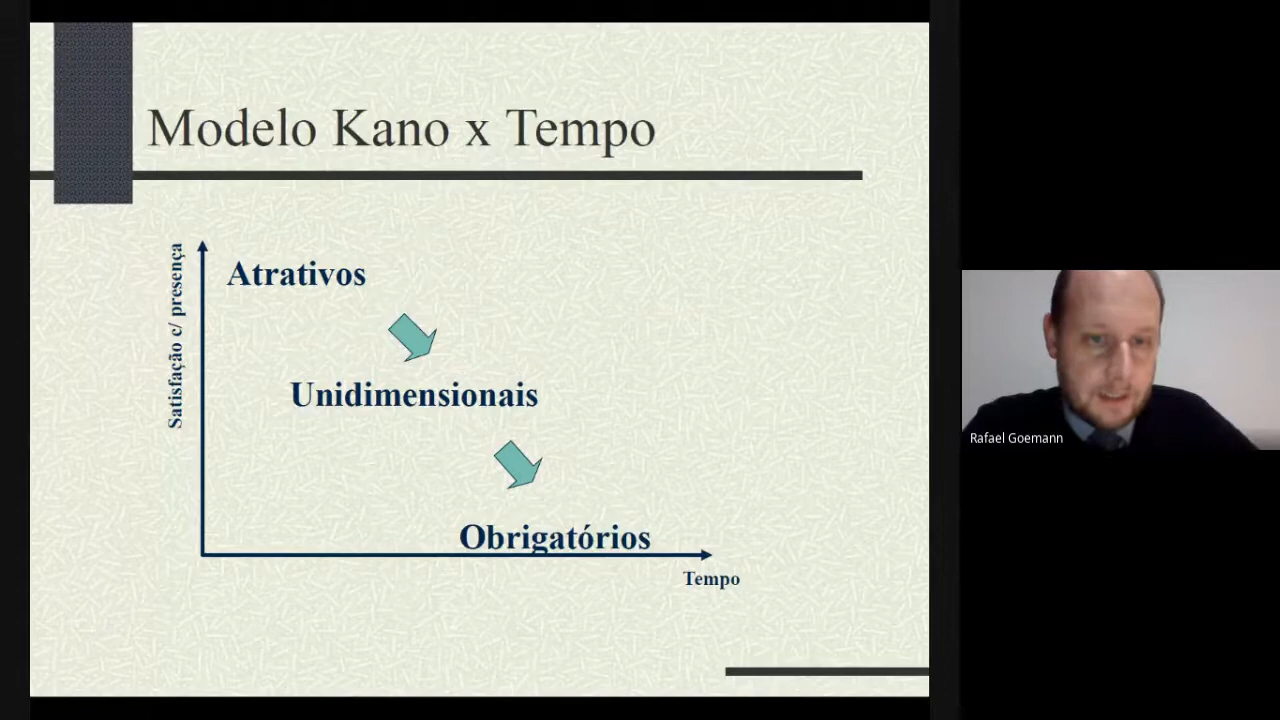 Modelo Kano x Tempo
Satisfação c/ presença
Atrativos
Unidimensionais
Obrigatórios
Tempo
Rafael Goemann